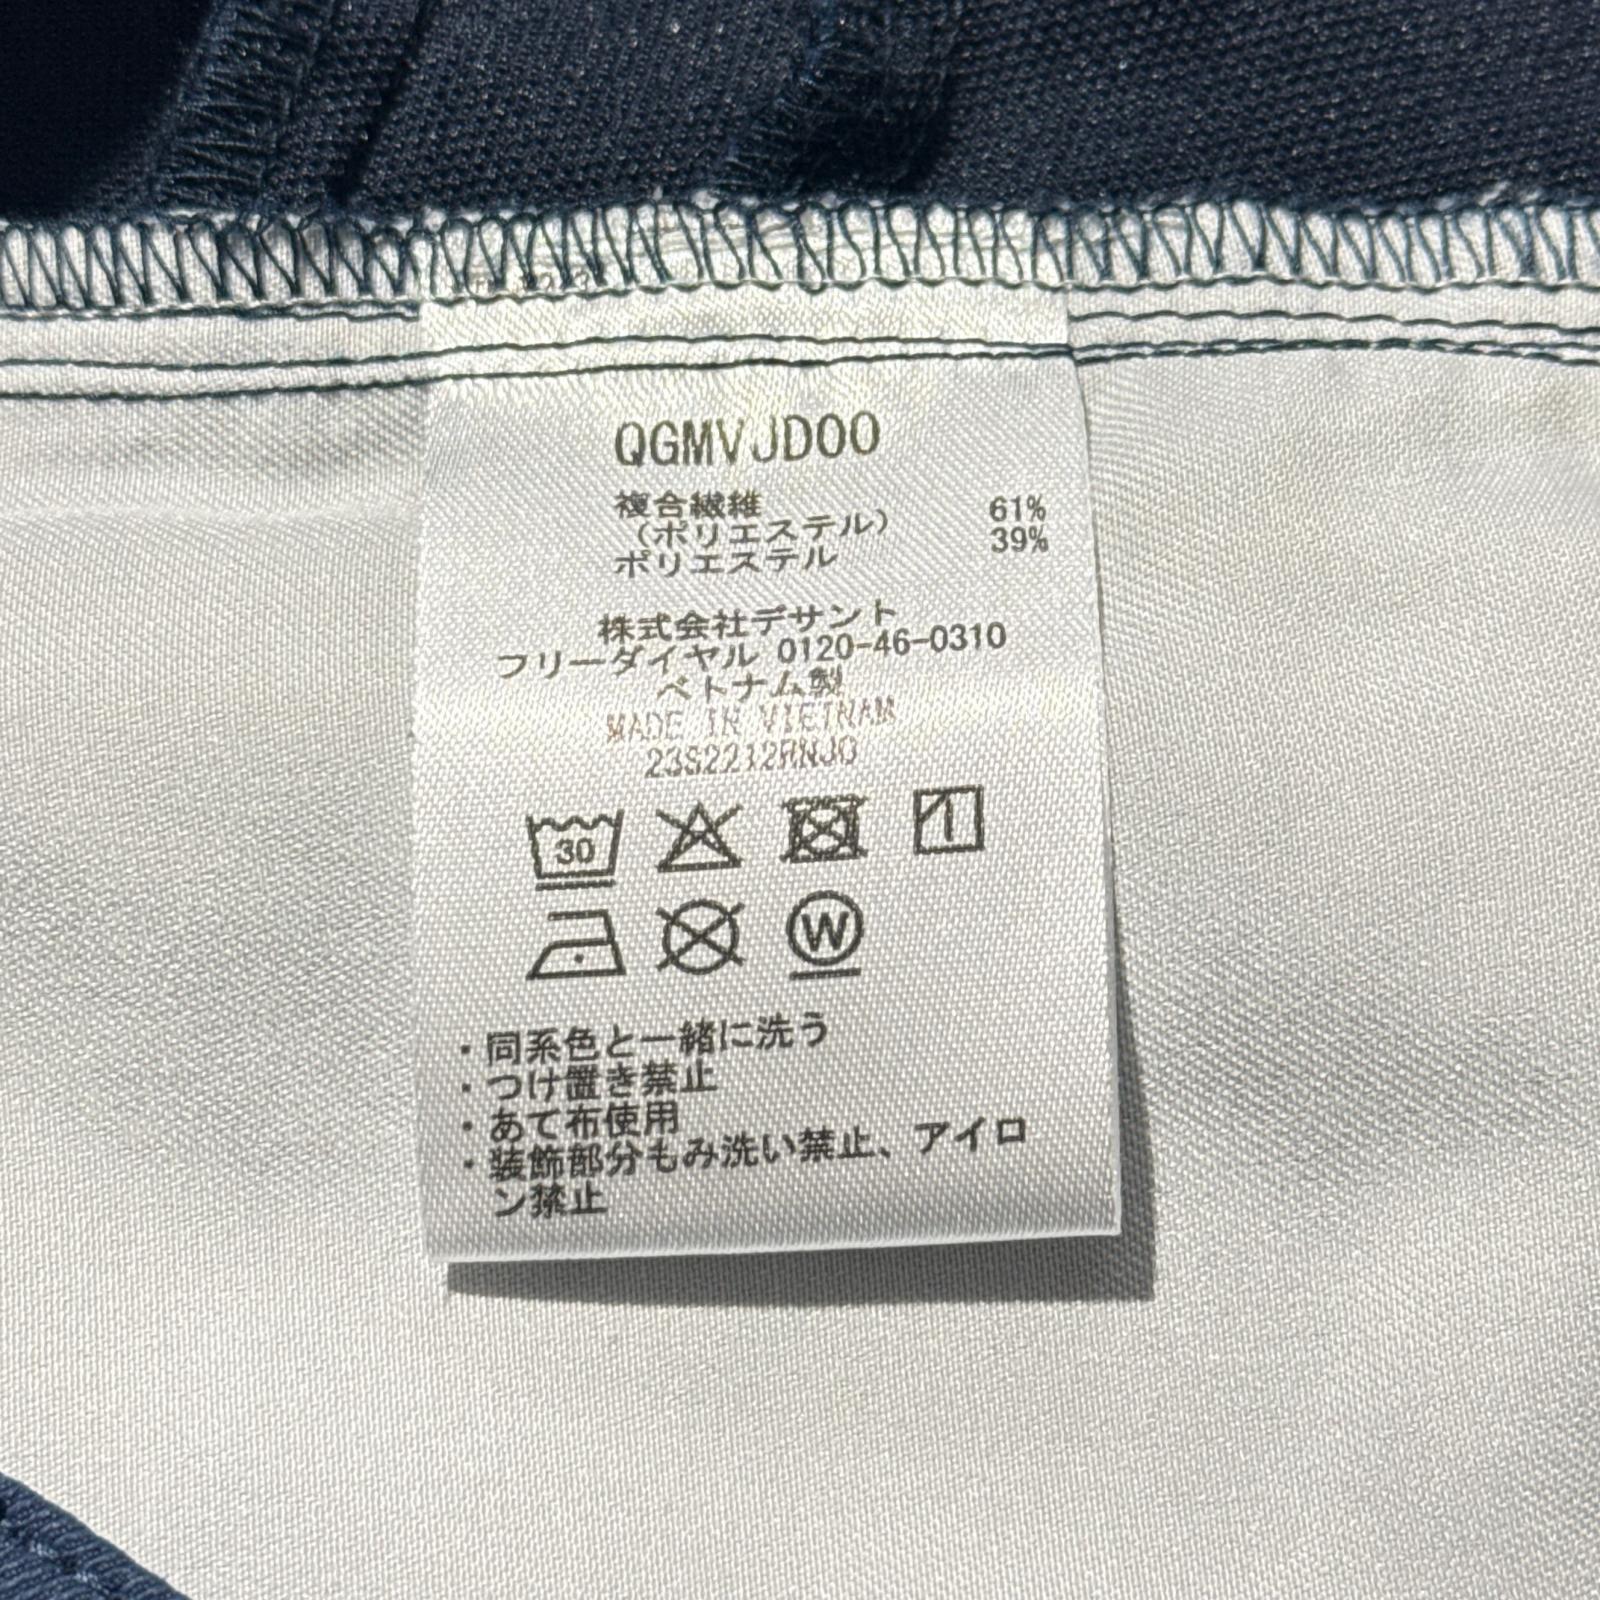 QGMVJD00
複合繊維 61%
(ポリエステル)
ポリエステル 39%
株式会社デサント
フリーダイヤル 0120-46-0310
ベトナム製
MADE IN VIETNAM
23S2212RNJO
30
W
・同系色と一緒に洗う
・つけ置き禁止
・あて布使用
・装飾部分もみ洗い禁止、アイロ
ン禁止